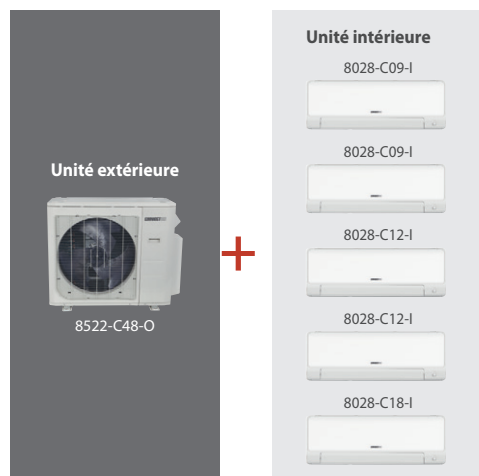 Unité extérieure
8522-C48-O
+
Unité intérieure
8028-C09-I
8028-C09-I
8028-C12-I
8028-C12-I
8028-C18-I